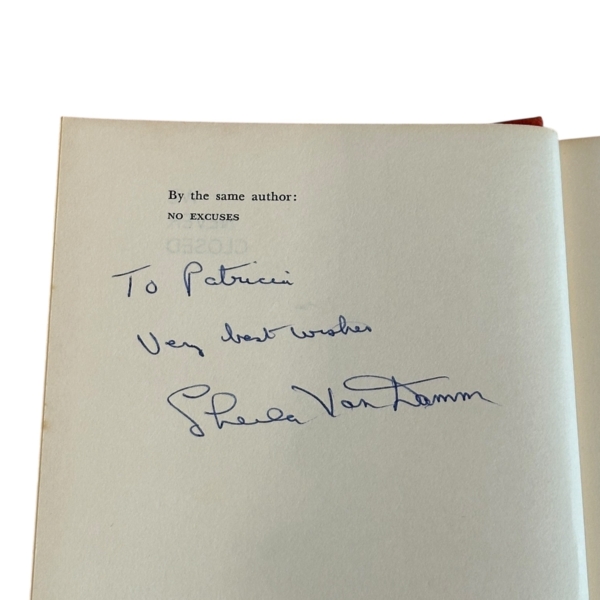 By the same author:
NO EXCUSES
To Patricia
Very best wishes
Sheila Van Damm